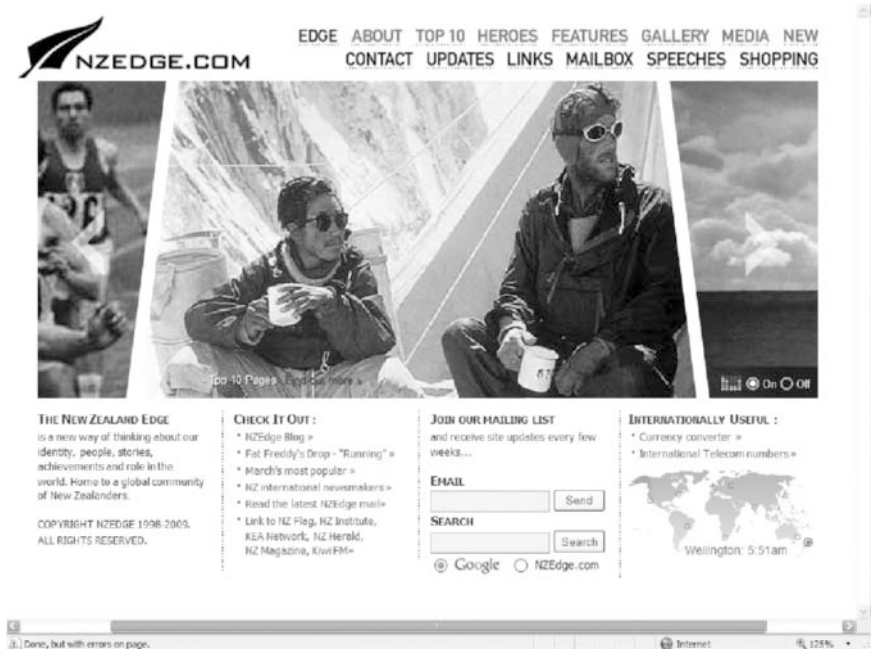 NZEDGE.COM
EDGE ABOUT TOP 10 HEROES FEATURES GALLERY MEDIA NEW
CONTACT UPDATES LINKS MAILBOX SPEECHES SHOPPING
Top 10 Pages Find out more »
On Off
THE NEW ZEALAND EDGE
is a new way of thinking about our
identity, people, stories,
achievements and role in the
world. Home to a global community
of New Zealanders.
COPYRIGHT NZEDGE 1998-2009.
ALL RIGHTS RESERVED.
CHECK IT OUT :
* NZEdge Blog »
* Fat Freddy's Drop - "Running" »
* March's most popular »
* NZ international newsmakers»
* Read the latest NZEdge mail»
* Link to NZ Flag, NZ Institute,
KEA Network, NZ Herald,
NZ Magazine, KiwiFM»
JOIN OUR MAILING LIST
and receive site updates every few
weeks...
EMAIL
Send
SEARCH
Search
Google NZEdge.com
INTERNATIONALLY USEFUL :
* Currency converter »
* International Telecom numbers»
Wellington: 5:51am
Done, but with errors on page.
Internet
125%